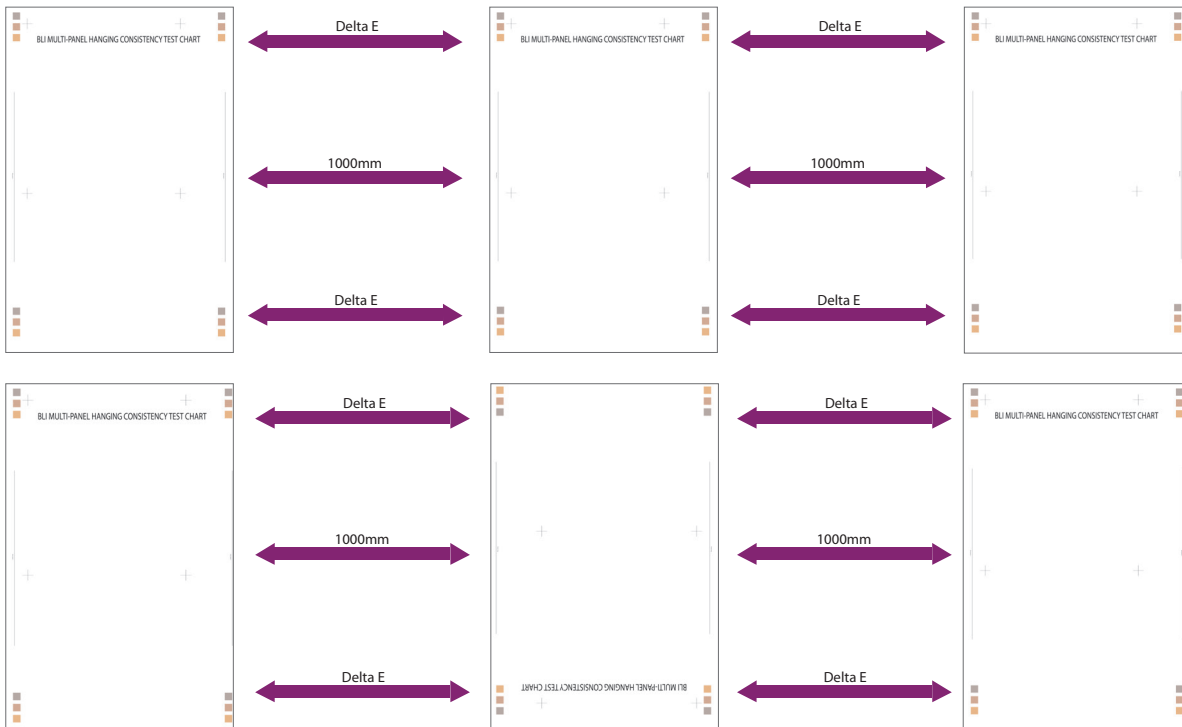 Delta E
Delta E
BLI MULTI-PANEL HANGING CONSISTENCY TEST CHART
BLI MULTI-PANEL HANGING CONSISTENCY TEST CHART
BLI MULTI-PANEL HANGING CONSISTENCY TEST CHART
1000mm
1000mm
Delta E
Delta E
Delta E
Delta E
BLI MULTI-PANEL HANGING CONSISTENCY TEST CHART
BLI MULTI-PANEL HANGING CONSISTENCY TEST CHART
1000mm
1000mm
Delta E
Delta E
BLI MULTI-PANEL HANGING CONSISTENCY TEST CHART